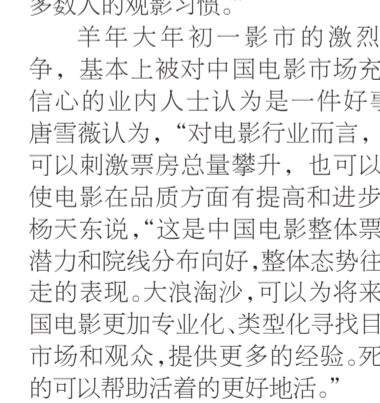 多数人的观影习惯。”
羊年大年初一影市的激烈
争，基本上被对中国电影市场充
信心的业内人士认为是一件好事
唐雪薇认为，“对电影行业而言，
可以刺激票房总量攀升，也可以
使电影在品质方面有提高和进步
杨天东说，“这是中国电影整体票
潜力和院线分布向好，整体态势往
走的表现。大浪淘沙，可以为将来
国电影更加专业化、类型化寻找目
市场和观众，提供更多的经验。死
的可以帮助活着的更好地活。”